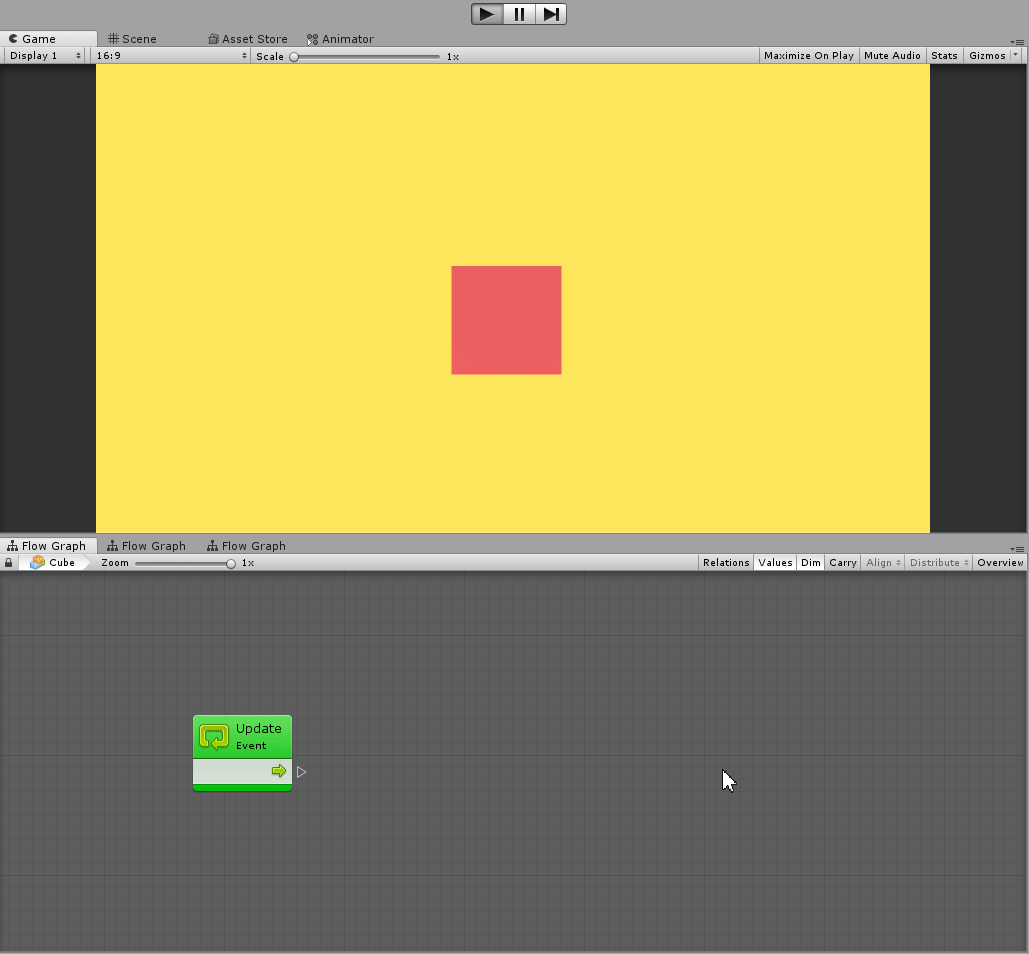 Game Scene Asset Store Animator
Display 1 16:9 Scale 1x Maximize On Play Mute Audio Stats Gizmos
Flow Graph Flow Graph Flow Graph
Cube Zoom 1x Relations Values Dim Carry Align Distribute Overview
Update
Event